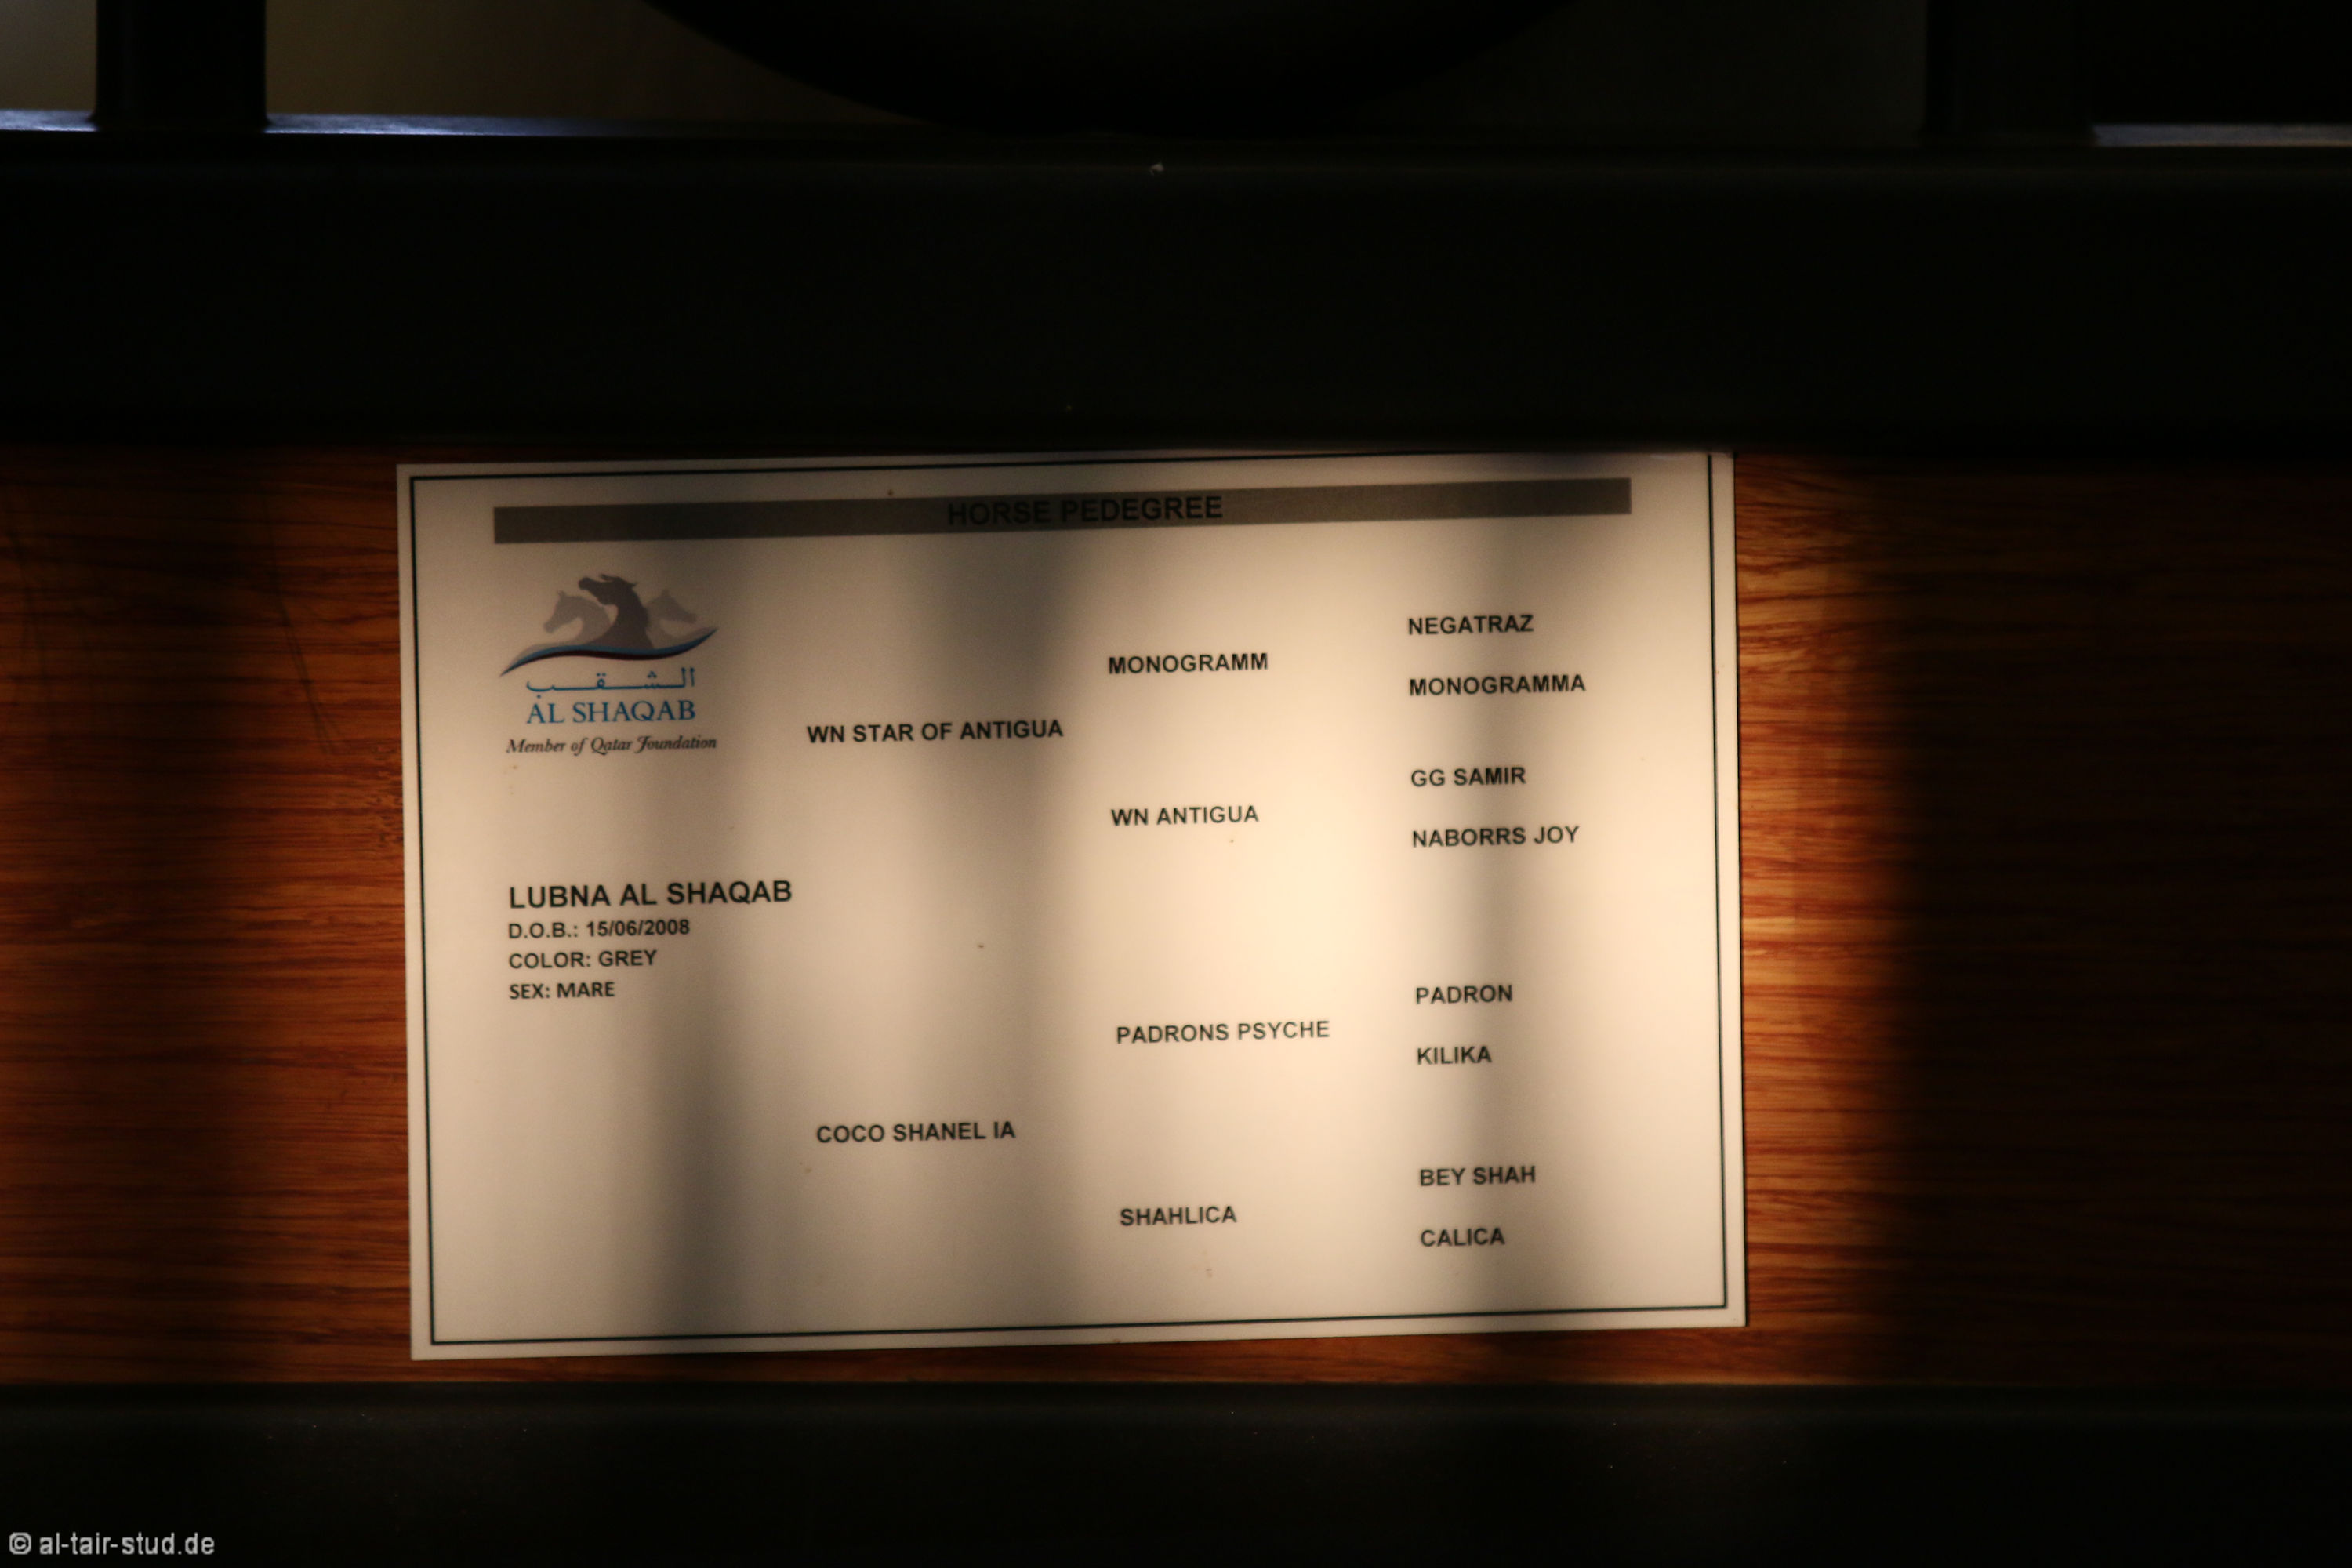 HORSE PEDEGREE
الشقب
AL SHAQAB
Member of Qatar Foundation
LUBNA AL SHAQAB
D.O.B.: 15/06/2008
COLOR: GREY
SEX: MARE
WN STAR OF ANTIGUA
COCO SHANEL IA
MONOGRAMM
WN ANTIGUA
PADRONS PSYCHE
SHAHLICA
NEGATRAZ
MONOGRAMMA
GG SAMIR
NABORRS JOY
PADRON
KILIKA
BEY SHAH
CALICA
© al-tair-stud.de